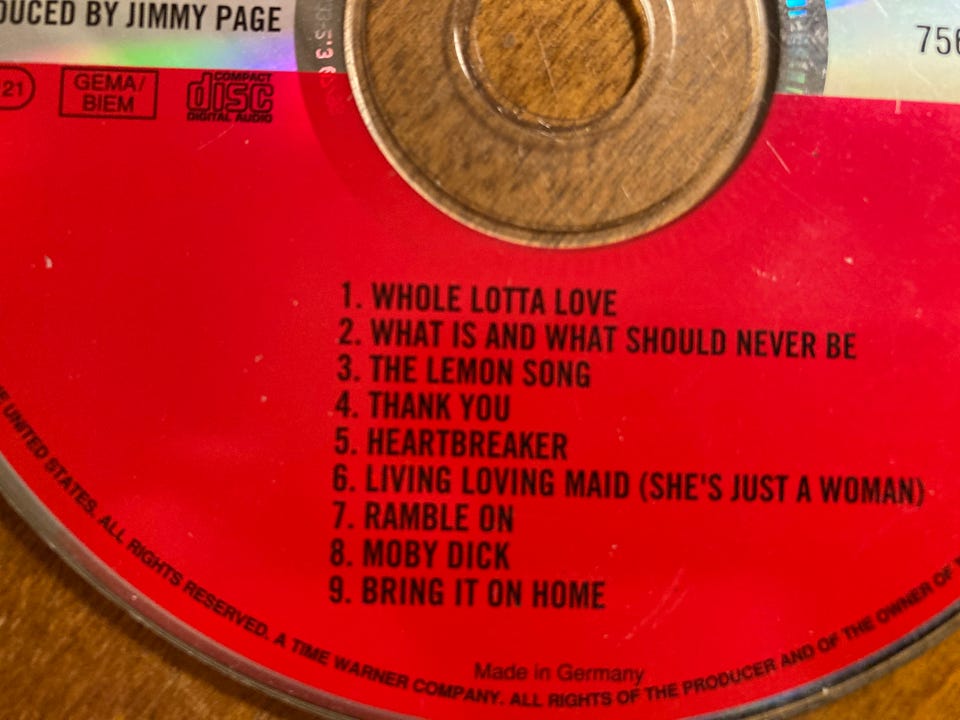 DUCED BY JIMMY PAGE
756
21
GEMA/
BIEM
COMPACT
disc
DIGITAL AUDIO
1. WHOLE LOTTA LOVE
2. WHAT IS AND WHAT SHOULD NEVER BE
3. THE LEMON SONG
4. THANK YOU
5. HEARTBREAKER
6. LIVING LOVING MAID (SHE'S JUST A WOMAN)
7. RAMBLE ON
8. MOBY DICK
9. BRING IT ON HOME
Made in Germany
UNITED STATES. ALL RIGHTS RESERVED. A TIME WARNER COMPANY. ALL RIGHTS OF THE PRODUCER AND OF THE OWNER OF